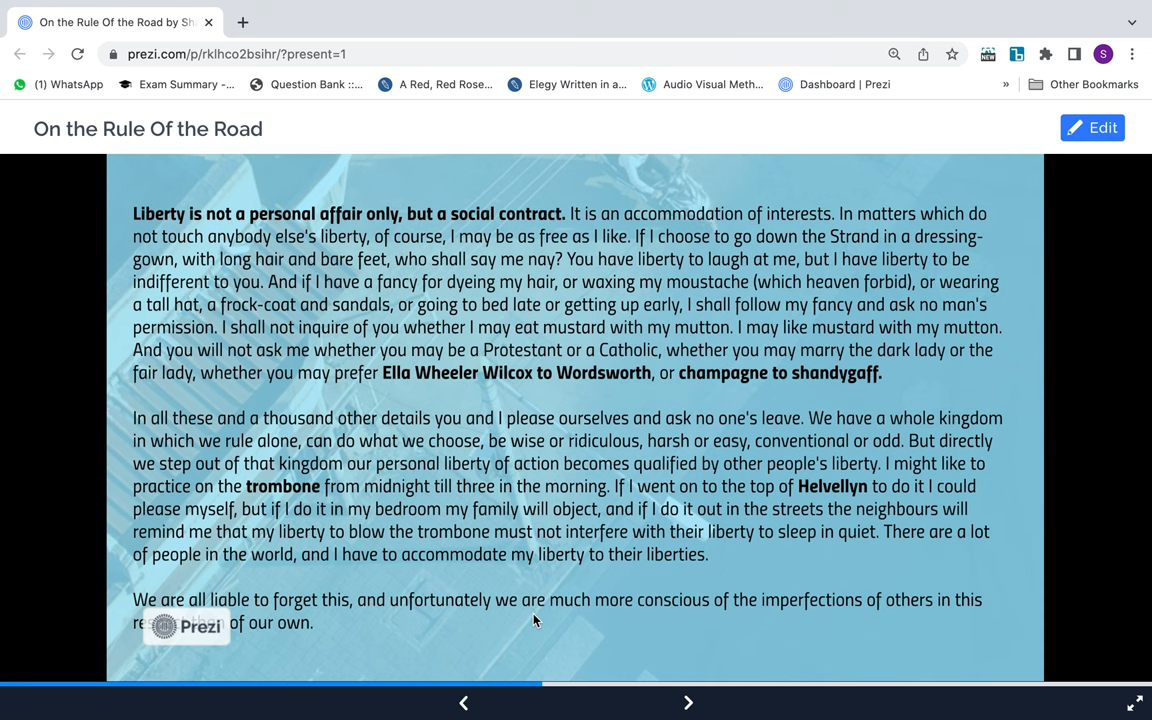 On the Rule Of the Road by Sh
prezi.com/p/rklhco2bsihr/?present=1
S
(1) WhatsApp
Exam Summary -...
Question Bank ::...
A Red, Red Rose...
Elegy Written in a...
Audio Visual Meth...
Dashboard | Prezi
»
Other Bookmarks
NEW
On the Rule Of the Road
Edit
Liberty is not a personal affair only, but a social contract. It is an accommodation of interests. In matters which do
not touch anybody else's liberty, of course, I may be as free as I like. If I choose to go down the Strand in a dressing-
gown, with long hair and bare feet, who shall say me nay? You have liberty to laugh at me, but I have liberty to be
indifferent to you. And if I have a fancy for dyeing my hair, or waxing my moustache (which heaven forbid), or wearing
a tall hat, a frock-coat and sandals, or going to bed late or getting up early, I shall follow my fancy and ask no man's
permission. I shall not inquire of you whether I may eat mustard with my mutton. I may like mustard with my mutton.
And you will not ask me whether you may be a Protestant or a Catholic, whether you may marry the dark lady or the
fair lady, whether you may prefer Ella Wheeler Wilcox to Wordsworth, or champagne to shandygaff.
In all these and a thousand other details you and I please ourselves and ask no one's leave. We have a whole kingdom
in which we rule alone, can do what we choose, be wise or ridiculous, harsh or easy, conventional or odd. But directly
we step out of that kingdom our personal liberty of action becomes qualified by other people's liberty. I might like to
practice on the trombone from midnight till three in the morning. If I went on to the top of Helvellyn to do it I could
please myself, but if I do it in my bedroom my family will object, and if I do it out in the streets the neighbours will
remind me that my liberty to blow the trombone must not interfere with their liberty to sleep in quiet. There are a lot
of people in the world, and I have to accommodate my liberty to their liberties.
We are all liable to forget this, and unfortunately we are much more conscious of the imperfections of others in this
of our own.
Prezi